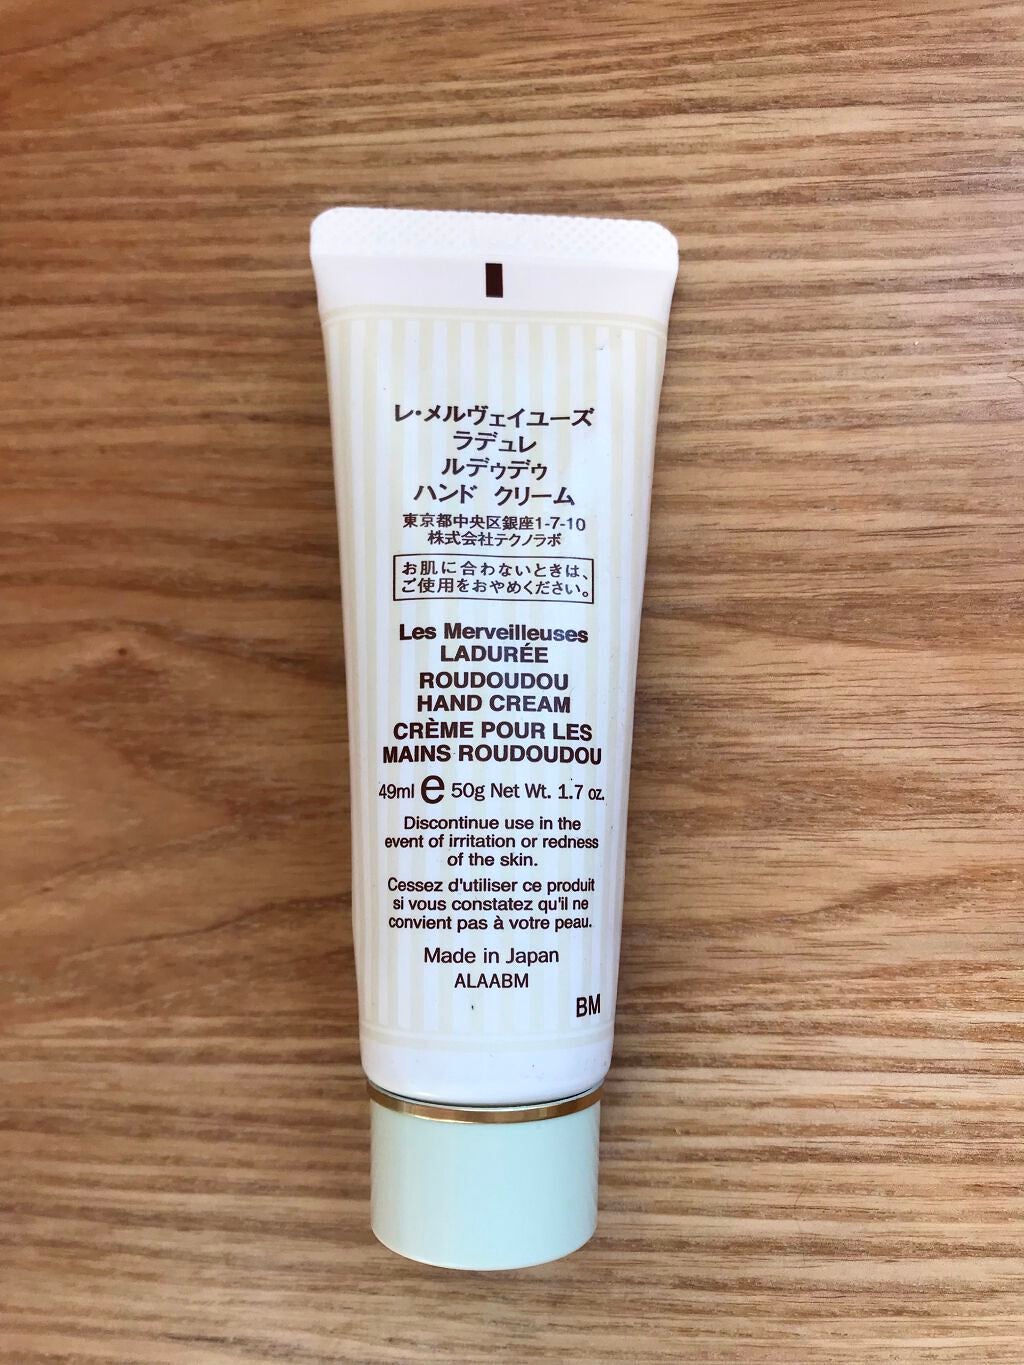 レ・メルヴェイユーズ
ラデュレ
ルデゥデゥ
ハンド クリーム
東京都中央区銀座1-7-10
株式会社テクノラボ
お肌に合わないときは、
ご使用をおやめください。
Les Merveilleuses
LADURÉE
ROUDOUDOU
HAND CREAM
CRÈME POUR LES
MAINS ROUDOUDOU
49ml e 50g Net Wt. 1.7 oz.
Discontinue use in the
event of irritation or redness
of the skin.
Cessez d'utiliser ce produit
si vous constatez qu'il ne
convient pas à votre peau.
Made in Japan
ALAABM
BM